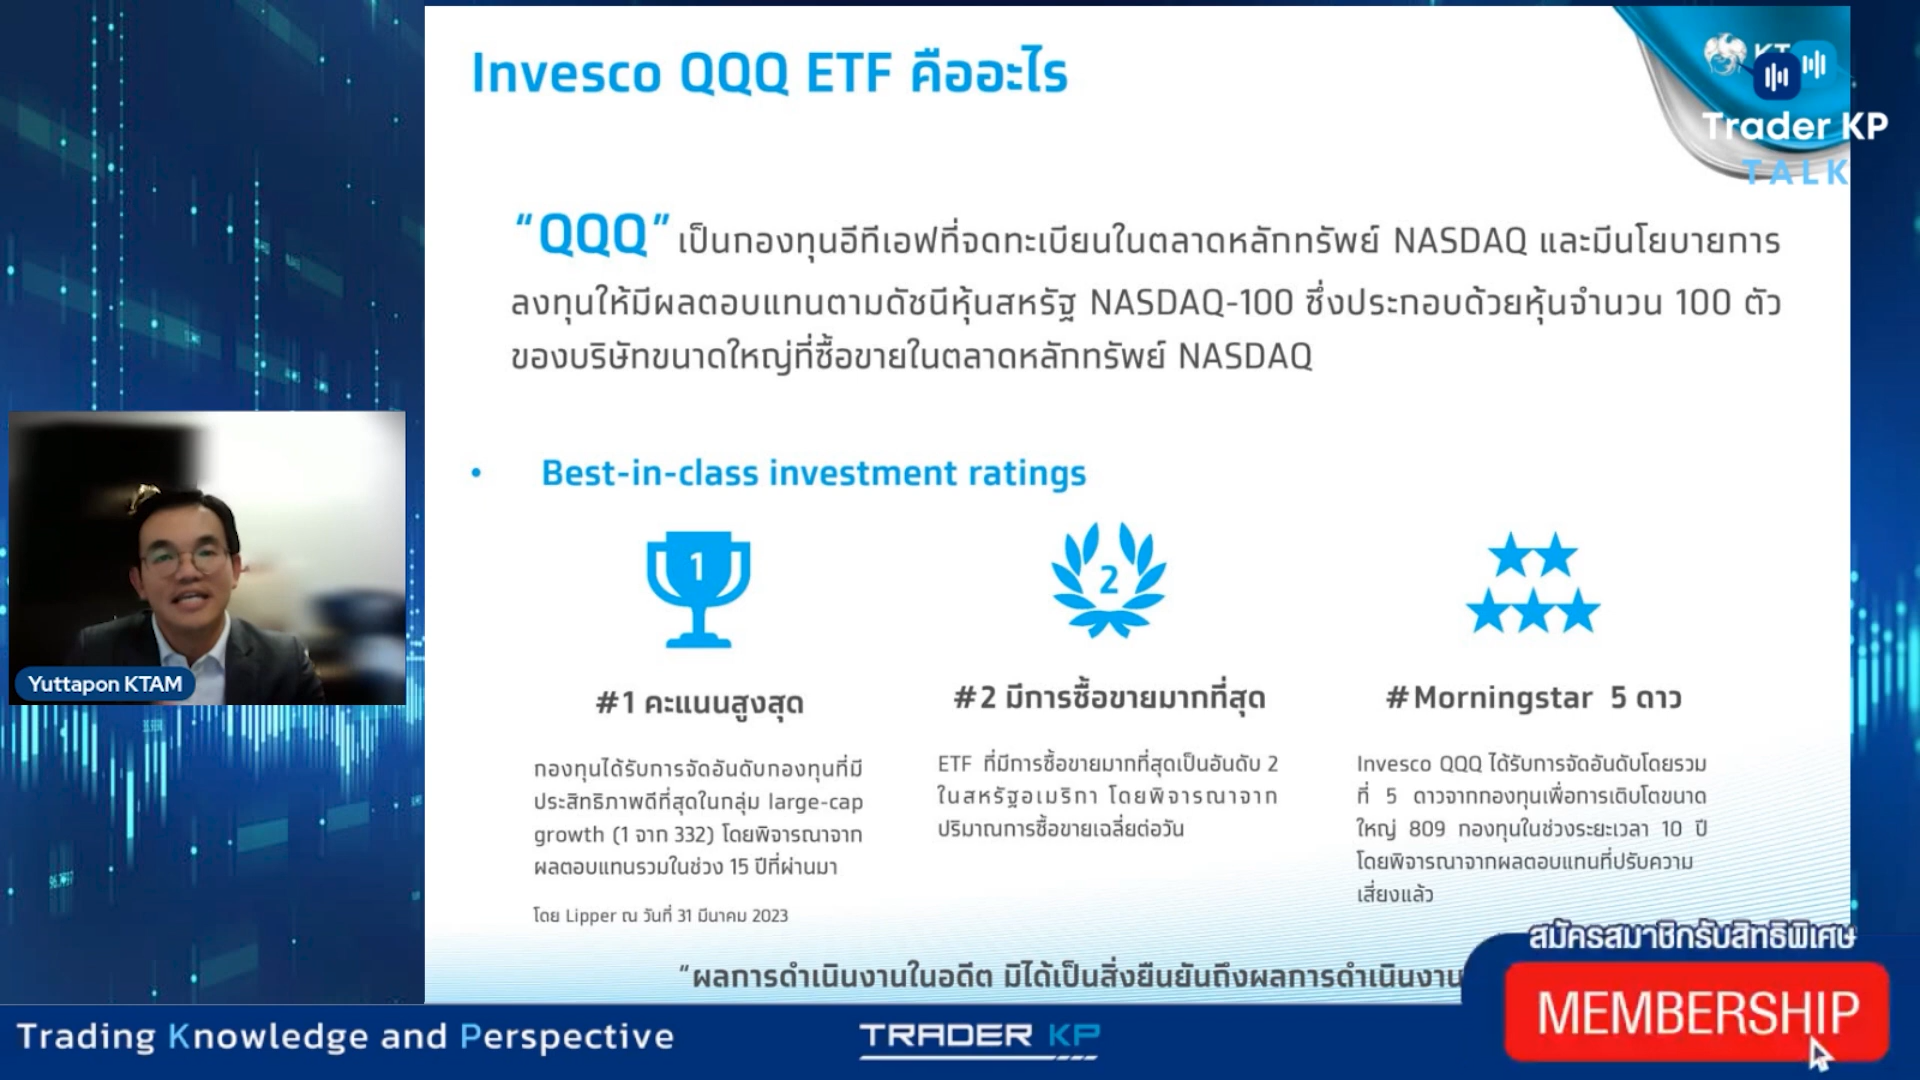 Invesco QQQ ETF คืออะไร
Trader KP
TALK
“QQQ” เป็นกองทุนอีทีเอฟที่จดทะเบียนในตลาดหลักทรัพย์ NASDAQ และมีนโยบายการ
ลงทุนให้มีผลตอบแทนตามดัชนีหุ้นสหรัฐ NASDAQ-100 ซึ่งประกอบด้วยหุ้นจำนวน 100 ตัว
ของบริษัทขนาดใหญ่ที่ซื้อขายในตลาดหลักทรัพย์ NASDAQ
• Best-in-class investment ratings
1
2
#1 คะแนนสูงสุด
#2 มีการซื้อขายมากที่สุด
#Morningstar 5 ดาว
กองทุนได้รับการจัดอันดับกองทุนที่มี
ประสิทธิภาพดีที่สุดในกลุ่ม large-cap
growth (1 จาก 332) โดยพิจารณาจาก
ผลตอบแทนรวมในช่วง 15 ปีที่ผ่านมา
โดย Lipper ณ วันที่ 31 มีนาคม 2023
ETF ที่มีการซื้อขายมากที่สุดเป็นอันดับ 2
ในสหรัฐอเมริกา โดยพิจารณาจาก
ปริมาณการซื้อขายเฉลี่ยต่อวัน
Invesco QQQ ได้รับการจัดอันดับโดยรวม
ที่ 5 ดาวจากกองทุนเพื่อการเติบโตขนาด
ใหญ่ 809 กองทุนในช่วงระยะเวลา 10 ปี
โดยพิจารณาจากผลตอบแทนที่ปรับความ
เสี่ยงแล้ว
“ผลการดำเนินงานในอดีต มิได้เป็นสิ่งยืนยันถึงผลการดำเนินงาน
Yuttapon KTAM
สมัครสมาชิกรับสิทธิพิเศษ
MEMBERSHIP
Trading Knowledge and Perspective
TRADER KP